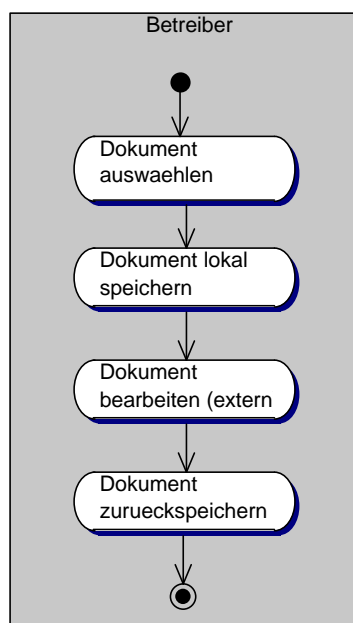 Betreiber
Dokument
auswaehlen
Dokument lokal
speichern
Dokument
bearbeiten (extern
Dokument
zurueckspeichern